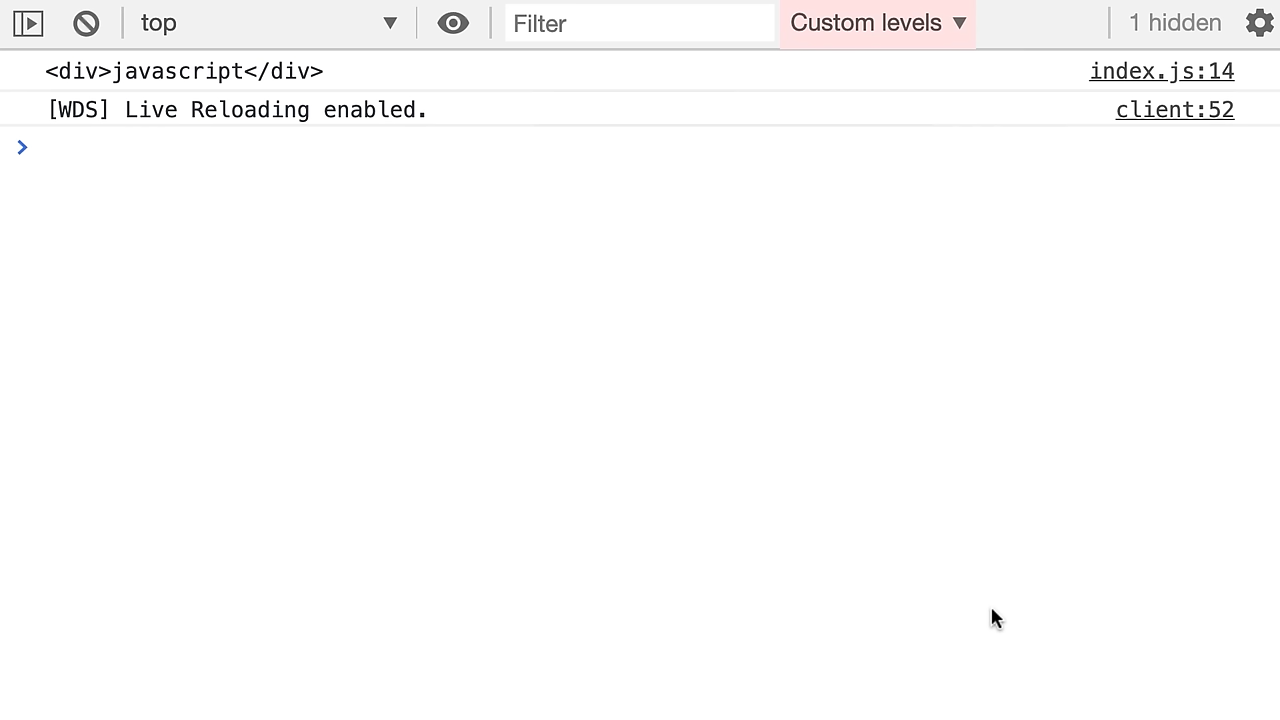 top ▼ Filter Custom levels ▼ 1 hidden
<div>javascript</div> index.js:14
[WDS] Live Reloading enabled. client:52